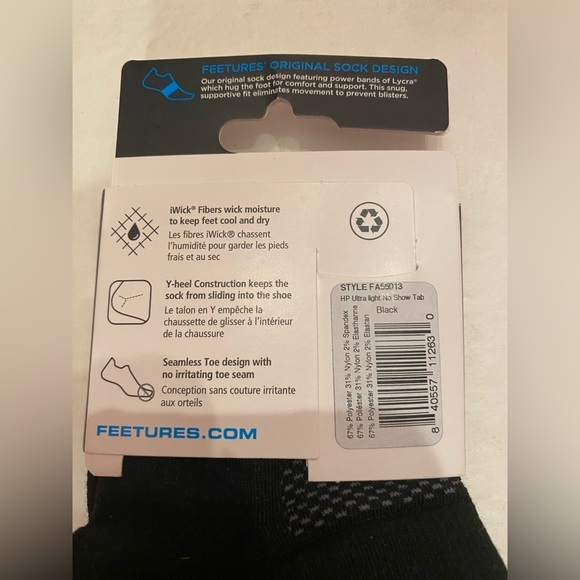 FEETURES' ORIGINAL SOCK DESIGN
Our original sock design featuring power bands of Lycra®
which hug the foot for comfort and support. This snug,
supportive fit eliminates movement to prevent blisters.
iWick® Fibers wick moisture
to keep feet cool and dry
Les fibres iWick® chassent
l'humidité pour garder les pieds
frais et au sec
Y-heel Construction keeps the
sock from sliding into the shoe
Le talon en Y empêche la
chaussette de glisser à l'intérieur
de la chaussure
Seamless Toe design with
no irritating toe seam
Conception sans couture irritante
aux orteils
FEETURES.COM
STYLE FA55013
HP Ultra light No Show Tab
Black
67% Polyester 31% Nylon 2% Spandex
67% Poliéster 31% Nylon 2% Elasthanne
67% Polyester 31% Nylon 2% Elastan
8 40557 11263 0